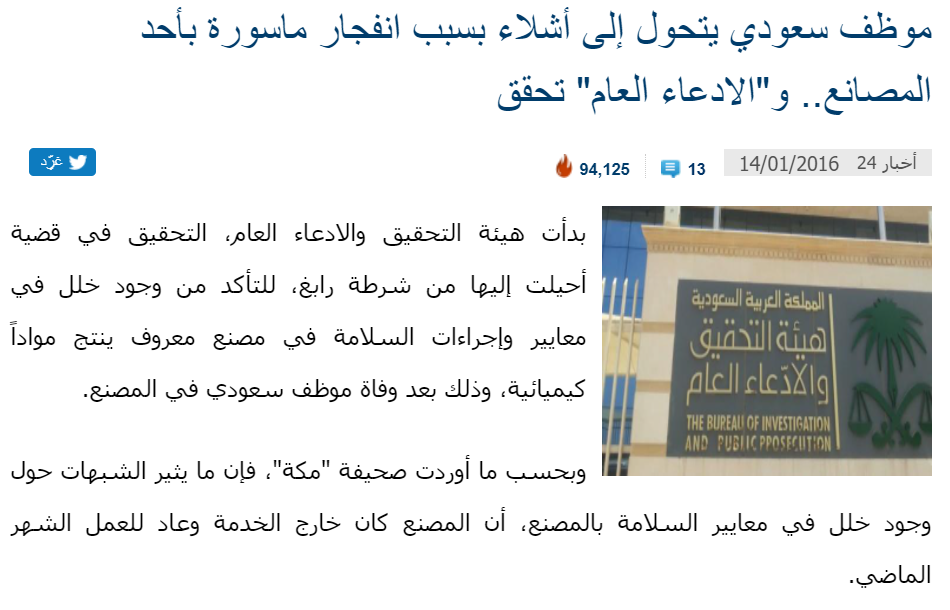 موظف سعودي يتحول إلى أشلاء بسبب انفجار ماسورة بأحد
المصانع.. و"الادعاء العام" تحقق
أخبار 24 14/01/2016
13
94,125
غرّد
بدأت هيئة التحقيق والادعاء العام، التحقيق في قضية
أحيلت إليها من شرطة رابغ، للتأكد من وجود خلل في
معايير وإجراءات السلامة في مصنع معروف ينتج مواداً
كيميائية، وذلك بعد وفاة موظف سعودي في المصنع.
المملكة العربية السعودية
هيئة التحقيق
والادّعاء العام
THE BUREAU OF INVESTIGATION
AND PUBLIC PPOSECUTION
وبحسب ما أوردت صحيفة "مكة"، فإن ما يثير الشبهات حول
وجود خلل في معايير السلامة بالمصنع، أن المصنع كان خارج الخدمة وعاد للعمل الشهر
الماضي.